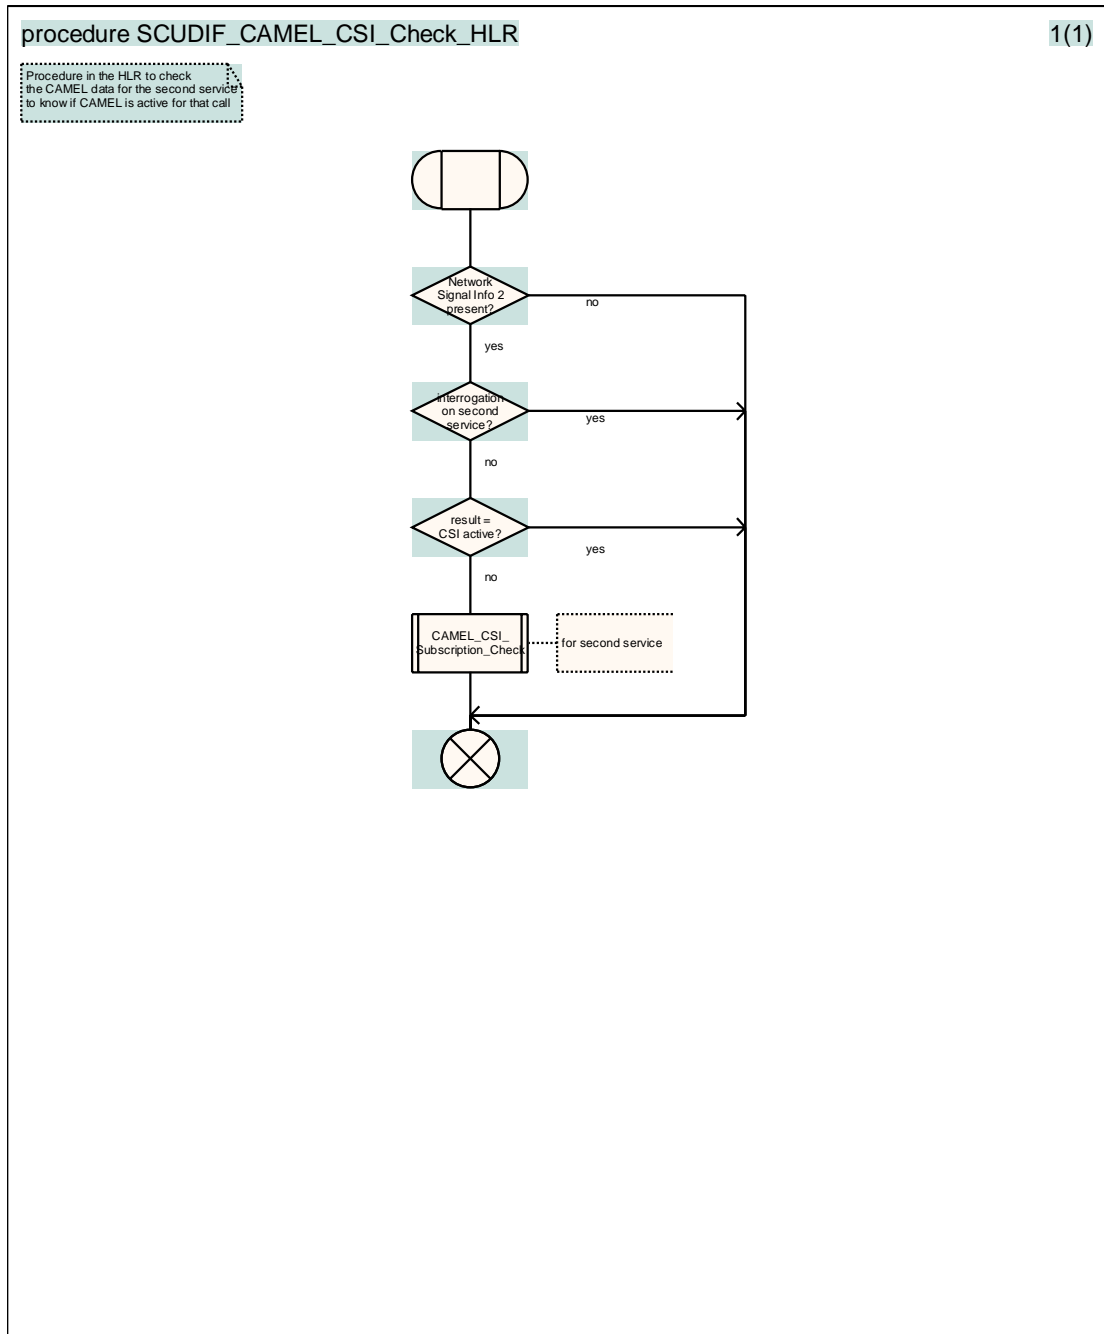 procedure SCUDIF_CAMEL_CSI_Check_HLR
1(1)
Procedure in the HLR to check
the CAMEL data for the second service
to know if CAMEL is active for that call
Network
Signal Info 2
present?
no
yes
interrogation
on second
service?
yes
no
result =
CSI active?
yes
no
CAMEL_CSI_
Subscription_Check
for second service